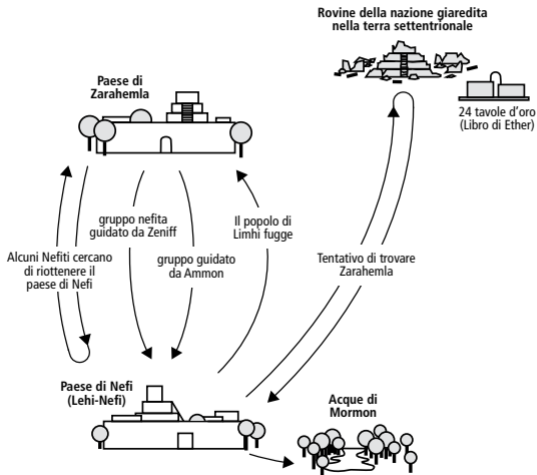 Rovine della nazione giaredita
nella terra settentrionale
Paese di
Zarahemla
24 tavole d'oro
(Libro di Ether)
gruppo nefita
guidato da Zeniff
Il popolo di
Limhi fugge
Alcuni Nefiti cercano
di riottenere il
paese di Nefi
gruppo guidato
da Ammon
Tentativo di trovare
Zarahemla
Paese di Nefi
(Lehi-Nefi)
Acque di
Mormon